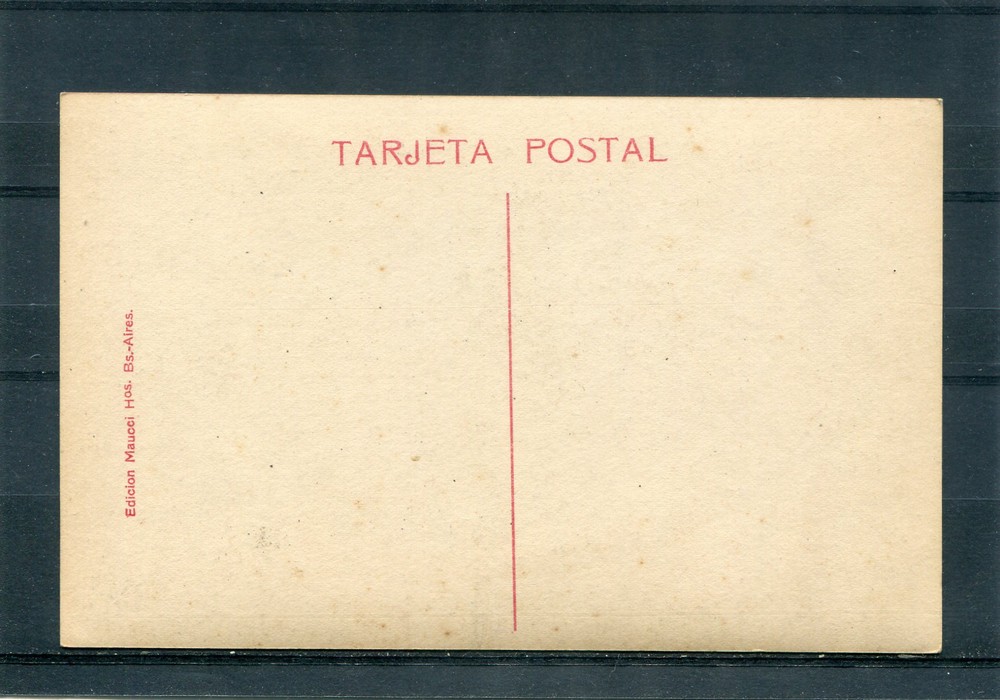 TARJETA POSTAL
Edicion Maucci Hos. Bs.-Aires.